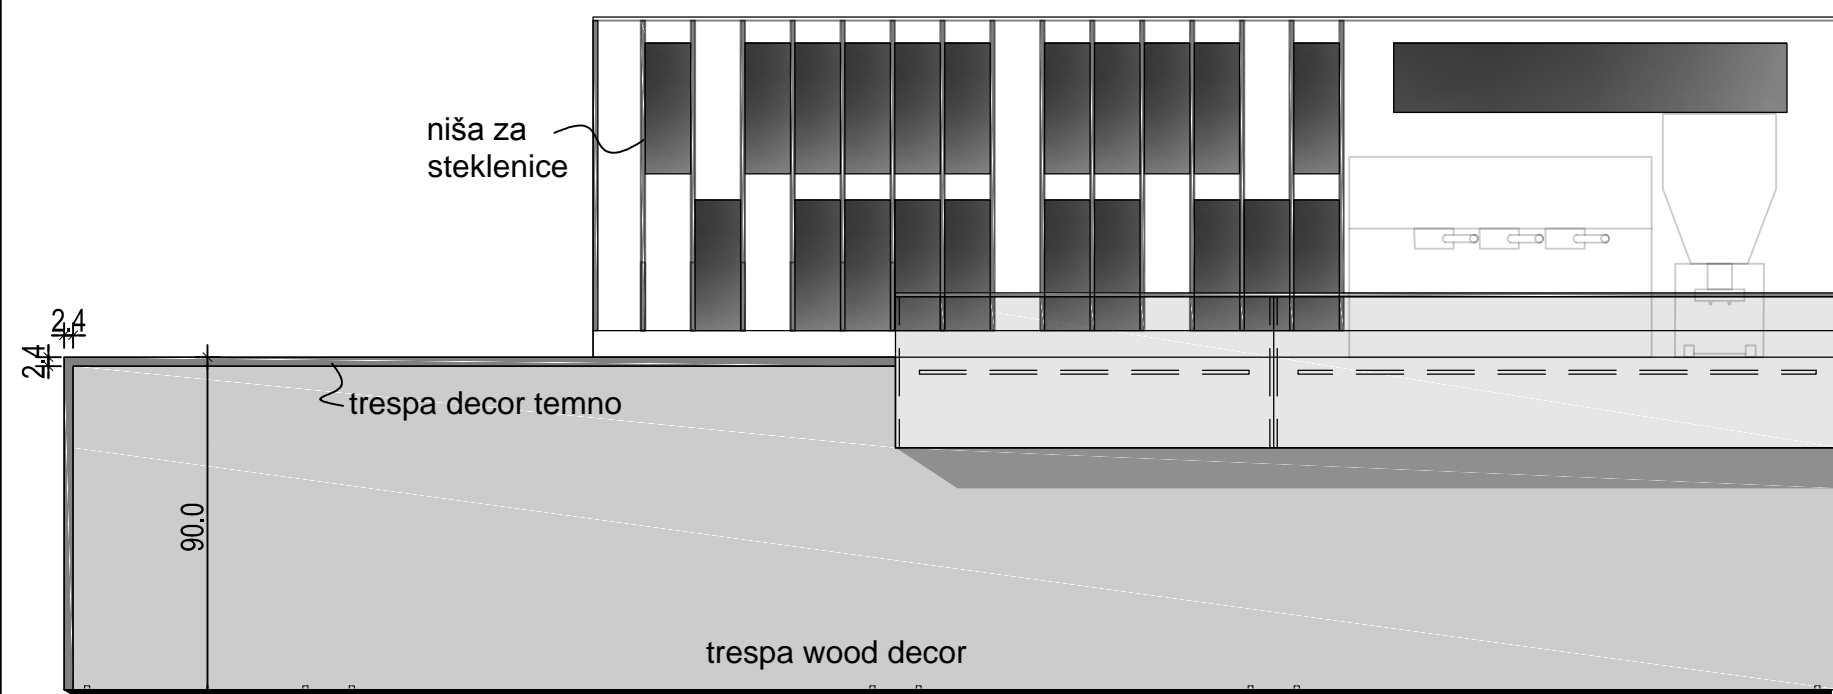 niša za
steklenice
2.4
2.4
trespa decor temno
90.0
trespa wood decor